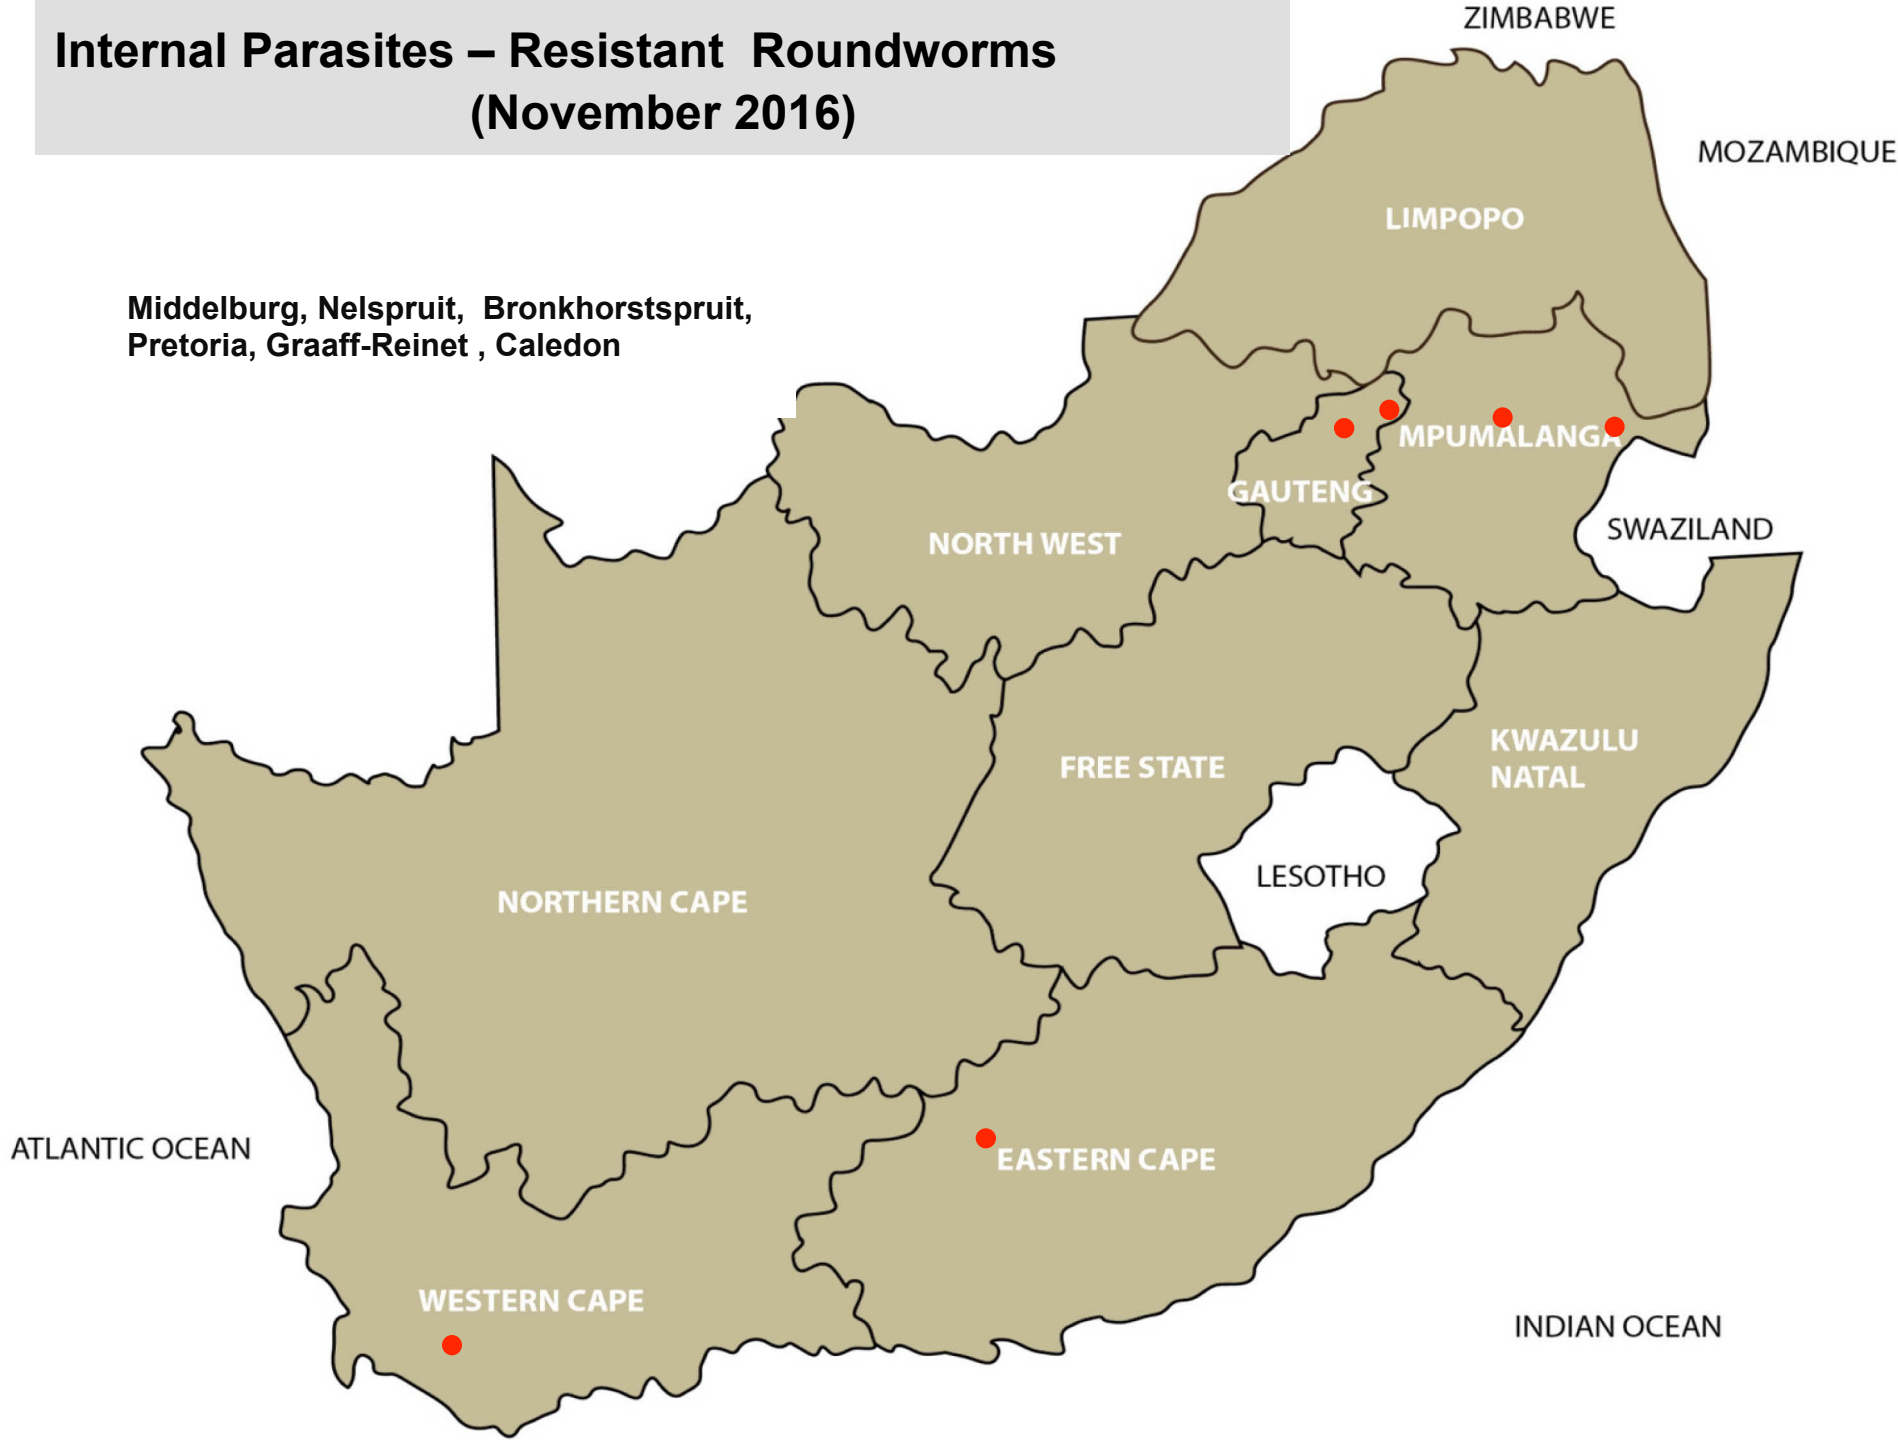 Internal Parasites – Resistant  Roundworms
(November 2016)
ZIMBABWE
MOZAMBIQUE
LIMPOPO
Middelburg, Nelspruit,  Bronkhorstspruit,
Pretoria, Graaff-Reinet , Caledon
MPUMALANGA
GAUTENG
SWAZILAND
NORTH WEST
KWAZULU
NATAL
FREE STATE
LESOTHO
NORTHERN CAPE
ATLANTIC OCEAN
EASTERN CAPE
WESTERN CAPE
INDIAN OCEAN